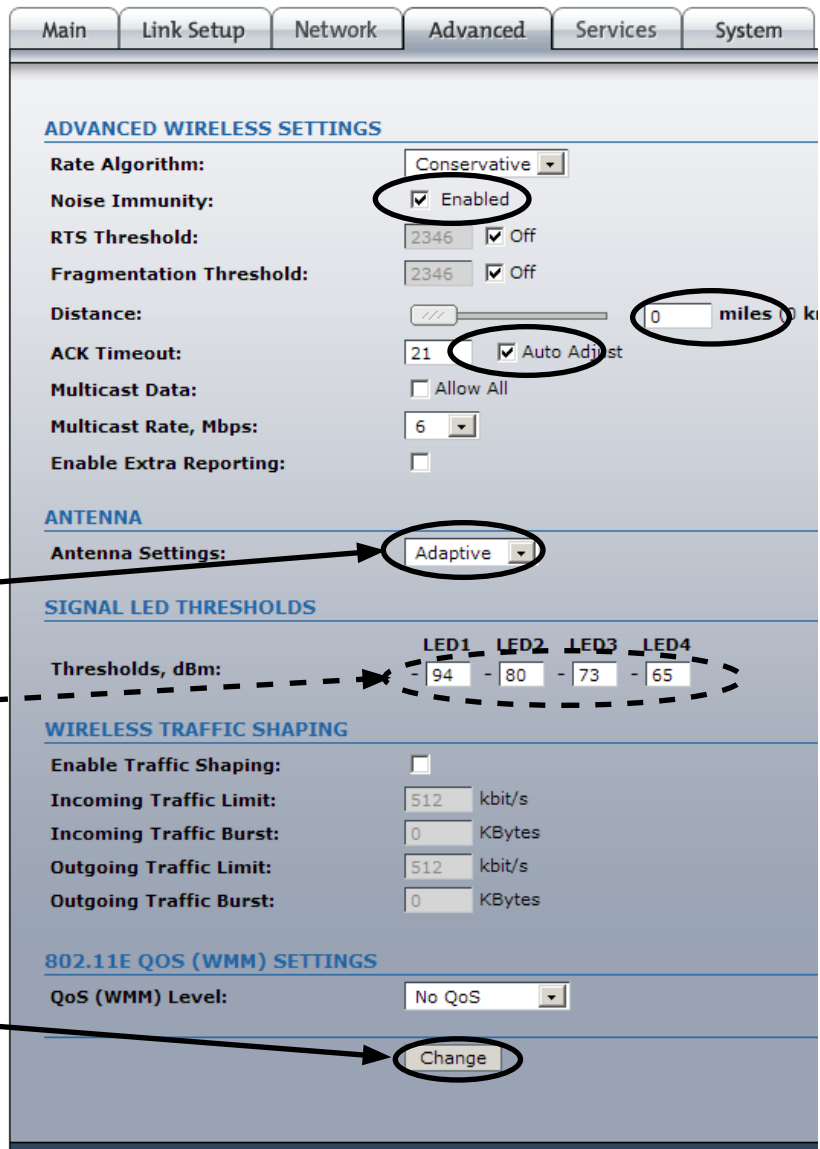 Main Link Setup Network Advanced Services System
ADVANCED WIRELESS SETTINGS
Rate Algorithm: Conservative
Noise Immunity: Enabled
RTS Threshold: 2346 Off
Fragmentation Threshold: 2346 Off
Distance: 0 miles (0
ACK Timeout: 21 Auto Adjust
Multicast Data: Allow All
Multicast Rate, Mbps: 6
Enable Extra Reporting:
ANTENNA
Antenna Settings: Adaptive
SIGNAL LED THRESHOLDS
LED1 LED2 LED3 LED4
Thresholds, dBm: - 94 - 80 - 73 - 65
WIRELESS TRAFFIC SHAPING
Enable Traffic Shaping:
Incoming Traffic Limit: 512 kbit/s
Incoming Traffic Burst: 0 KBytes
Outgoing Traffic Limit: 512 kbit/s
Outgoing Traffic Burst: 0 KBytes
802.11E QOS (WMM) SETTINGS
QoS (WMM) Level: No QoS
Change